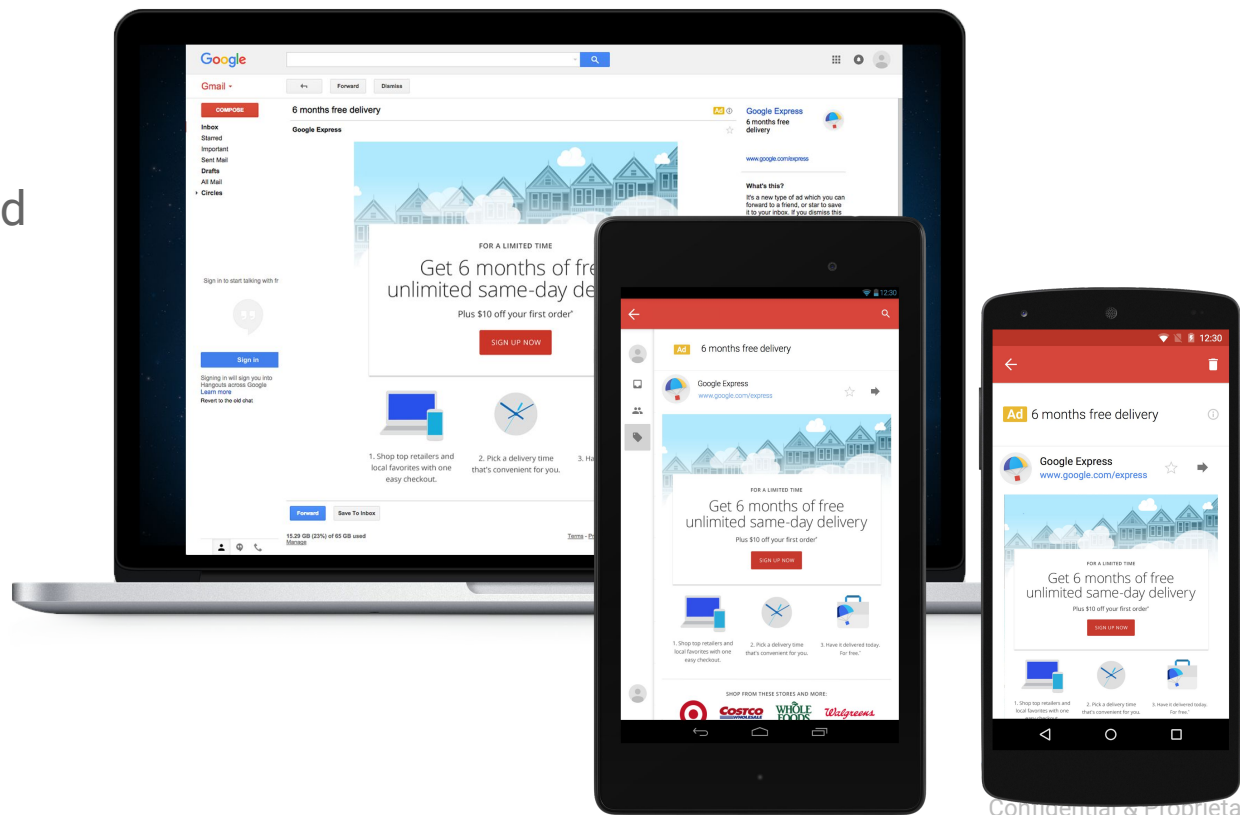 d
Google
Gmail
Forward
Dismiss
COMPOSE
Inbox
Starred
Important
Sent Mail
Drafts
All Mail
Circles
Sign in to start talking with fr
Sign in
Signing in will sign you into
Hangouts across Google
Learn more
Revert to the old chat
6 months free delivery
Ad
Google Express
FOR A LIMITED TIME
Get 6 months of fre
unlimited same-day de
Plus $10 off your first order*
SIGN UP NOW
1. Shop top retailers and
local favorites with one
easy checkout.
2. Pick a delivery time
that's convenient for you.
3. Ha
Forward
Save To Inbox
15.29 GB (23%) of 65 GB used
Manage
Terms - Pr
Google Express
6 months free
delivery
www.google.com/express
What's this?
It's a new type of ad which you can
forward to a friend, or star to save
it to your inbox. If you dismiss this
12:30
Ad 6 months free delivery
Google Express
www.google.com/express
FOR A LIMITED TIME
Get 6 months of free
unlimited same-day delivery
Plus $10 off your first order*
SIGN UP NOW
1. Shop top retailers and
local favorites with one
easy checkout.
2. Pick a delivery time
that's convenient for you.
3. Have it delivered today.
For free.*
SHOP FROM THESE STORES AND MORE:
COSTCO
WHOLESALE
WHOLE
FOODS
Walgreens
12:30
Ad 6 months free delivery
Google Express
www.google.com/express
FOR A LIMITED TIME
Get 6 months of free
unlimited same-day delivery
Plus $10 off your first order*
SIGN UP NOW
1. Shop top retailers and
local favorites with one
easy checkout.
2. Pick a delivery time
that's convenient for you.
3. Have it delivered today.
For free.*
Confidential & Proprieta